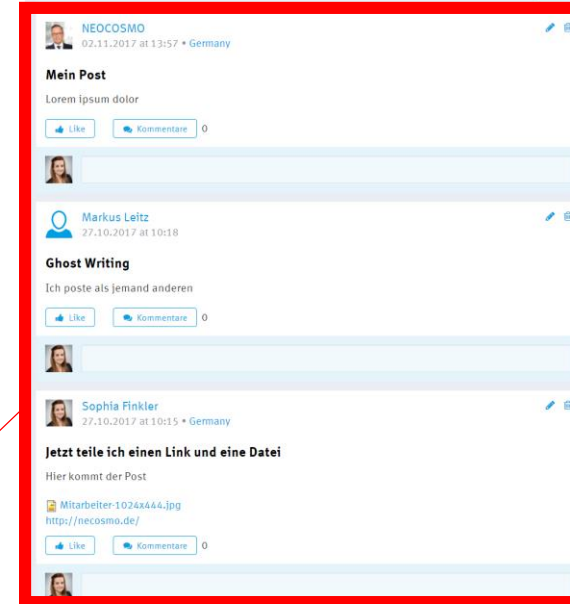 NEOCOSMO
02.11.2017 at 13:57 • Germany
Mein Post
Lorem ipsum dolor
Like Kommentare 0
Markus Leitz
27.10.2017 at 10:18
Ghost Writing
Ich poste als jemand anderen
Like Kommentare 0
Sophia Finkler
27.10.2017 at 10:15 • Germany
Jetzt teile ich einen Link und eine Datei
Hier kommt der Post
Mitarbeiter-1024x444.jpg
http://necosmo.de/
Like Kommentare 0